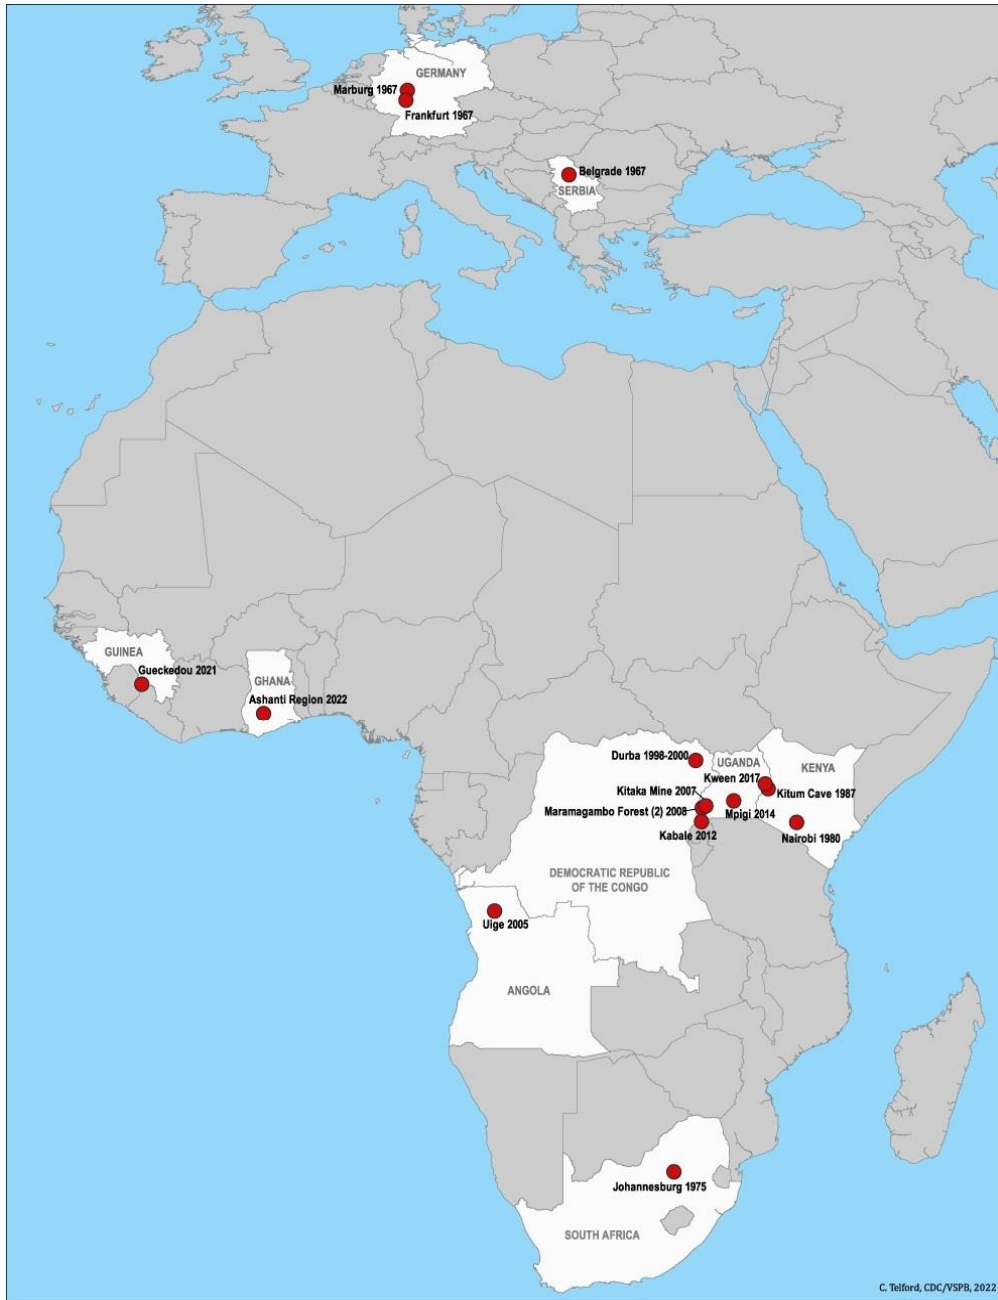 GERMANY
Marburg 1967
Frankfurt 1967
Belgrade 1967
SERBIA
GUINEA
Gueckedou 2021
GHANA
Ashanti Region 2022
Durba 1998-2000
UGANDA
KENYA
Kween 2017
Kitaka Mine 2007
Kitum Cave 1987
Maramagambo Forest (2) 2008
Mpigi 2014
Kabale 2012
Nairobi 1980
DEMOCRATIC REPUBLIC
OF THE CONGO
Uige 2005
ANGOLA
Johannesburg 1975
SOUTH AFRICA
C. Telford, CDC/VSPB, 2022